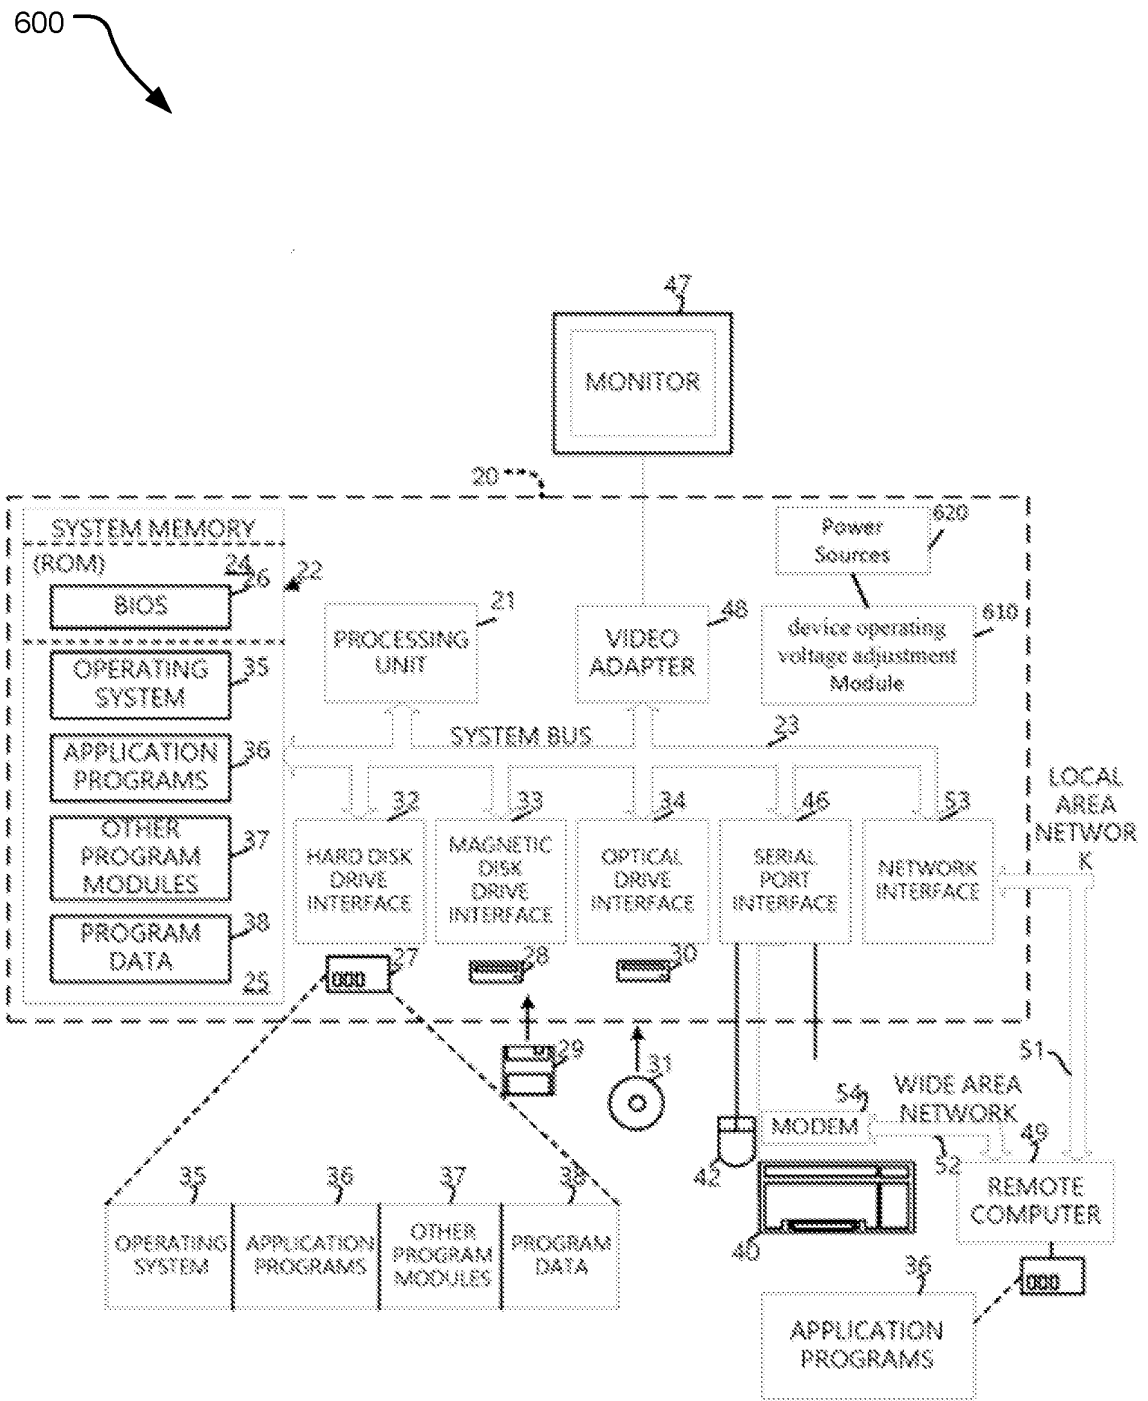 600
47
MONITOR
20
SYSTEM MEMORY
(ROM)
24
26
22
BIOS
Power
Sources
620
21
PROCESSING
UNIT
48
VIDEO
ADAPTER
610
device operating
voltage adjustment
Module
OPERATING
SYSTEM
35
APPLICATION
PROGRAMS
36
OTHER
PROGRAM
MODULES
37
PROGRAM
DATA
38
25
SYSTEM BUS
23
32
HARD DISK
DRIVE
INTERFACE
33
MAGNETIC
DISK
DRIVE
INTERFACE
34
OPTICAL
DRIVE
INTERFACE
46
SERIAL
PORT
INTERFACE
53
NETWORK
INTERFACE
LOCAL
AREA
NETWOR
K
27
28
30
29
31
51
WIDE AREA
NETWORK
54
MODEM
52
49
42
40
REMOTE
COMPUTER
35
36
37
38
OPERATING
SYSTEM
APPLICATION
PROGRAMS
OTHER
PROGRAM
MODULES
PROGRAM
DATA
36
APPLICATION
PROGRAMS